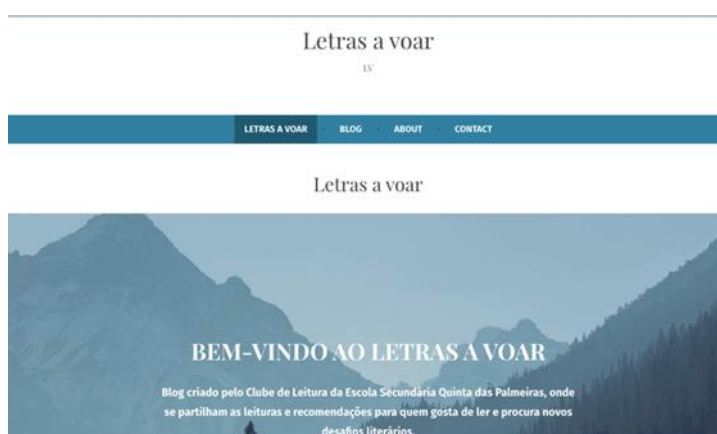 Letras a voar
LV
LETRAS A VOAR BLOG ABOUT CONTACT
Letras a voar
BEM-VINDO AO LETRAS A VOAR
Blog criado pelo Clube de Leitura da Escola Secundária Quinta das Palmeiras, onde
se partilham as leituras e recomendações para quem gosta de ler e procura novos
desafios literários.